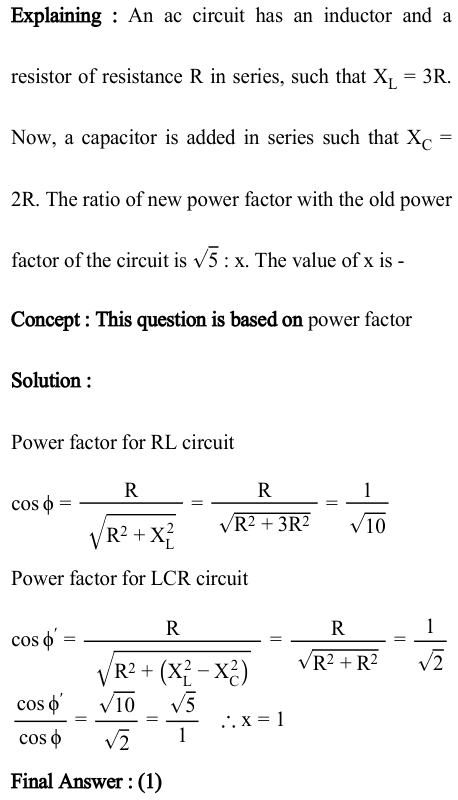 Explaining : An ac circuit has an inductor and a
resistor of resistance R in series, such that X_L = 3R.
Now, a capacitor is added in series such that X_C =
2R. The ratio of new power factor with the old power
factor of the circuit is √5 : x. The value of x is -
Concept : This question is based on power factor
Solution :
Power factor for RL circuit
cos ϕ = R / √(R² + X_L²) = R / √(R² + 3R²) = 1 / √10
Power factor for LCR circuit
cos ϕ′ = R / √(R² + (X_L² − X_C²)) = R / √(R² + R²) = 1 / √2
cos ϕ′ / cos ϕ = √10 / √2 = √5 / 1 ∴ x = 1
Final Answer : (1)